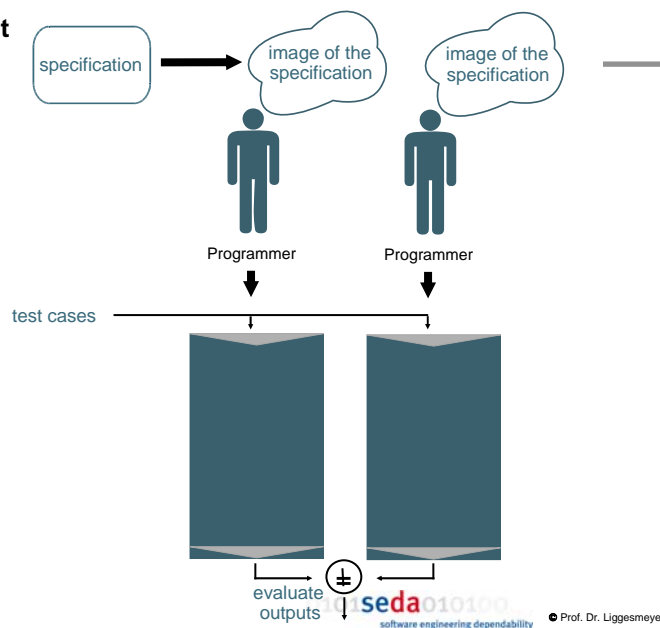 t
specification
image of the
specification
image of the
specification
Programmer
Programmer
test cases
evaluate
outputs
≠
101seda010100
software engineering dependability
© Prof. Dr. Liggesmeye